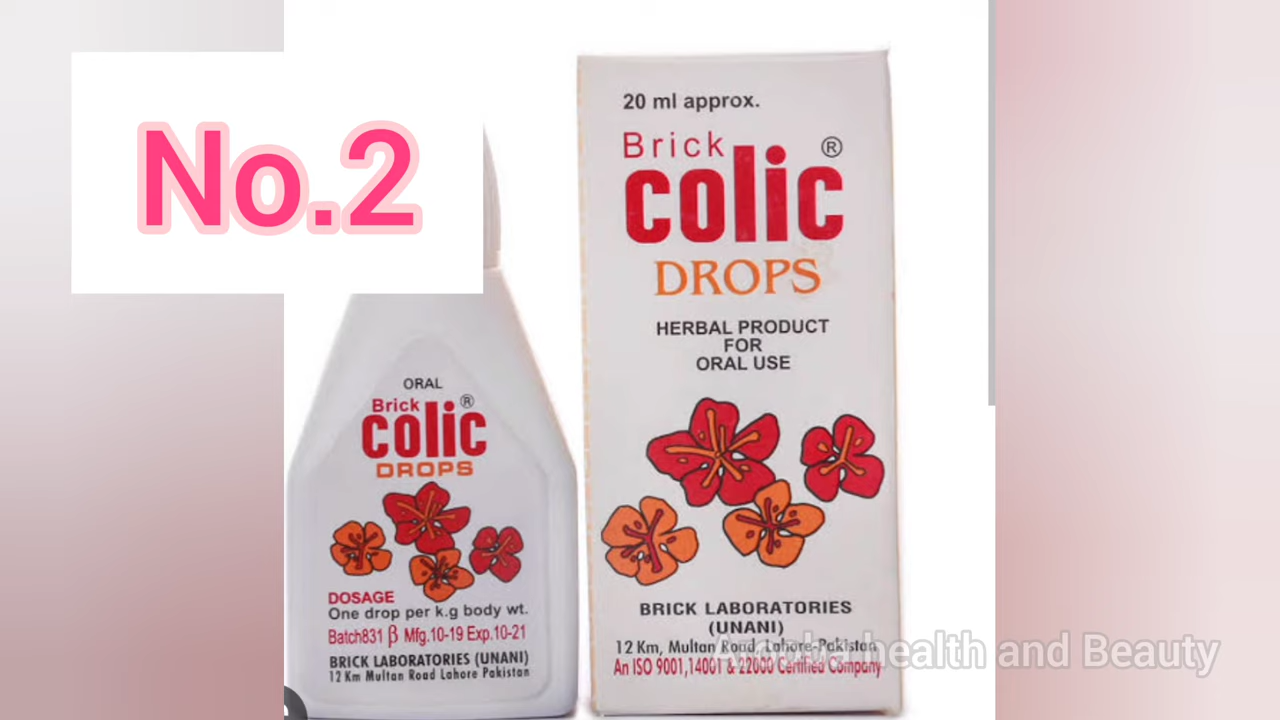 No.2
20 ml approx.
Brick ®
colic
DROPS
HERBAL PRODUCT
FOR
ORAL USE
BRICK LABORATORIES
(UNANI)
12 Km, Multan Road, Lahore-Pakistan
An ISO 9001,14001 & 22000 Certified Company
ORAL
Brick ®
colic
DROPS
DOSAGE
One drop per k.g body wt.
Batch831 β Mfg.10-19 Exp.10-21
BRICK LABORATORIES (UNANI)
12 Km Multan Road Lahore Pakistan
health and Beauty